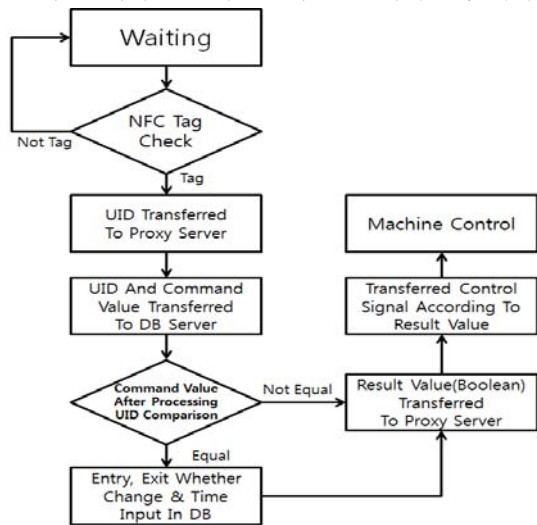 Waiting
NFC Tag
Check
Not Tag
Tag
UID Transferred
To Proxy Server
UID And Command
Value Transferred
To DB Server
Command Value
After Processing
UID Comparison
Not Equal
Equal
Entry, Exit Whether
Change & Time
Input In DB
Result Value(Boolean)
Transferred
To Proxy Server
Transferred Control
Signal According To
Result Value
Machine Control